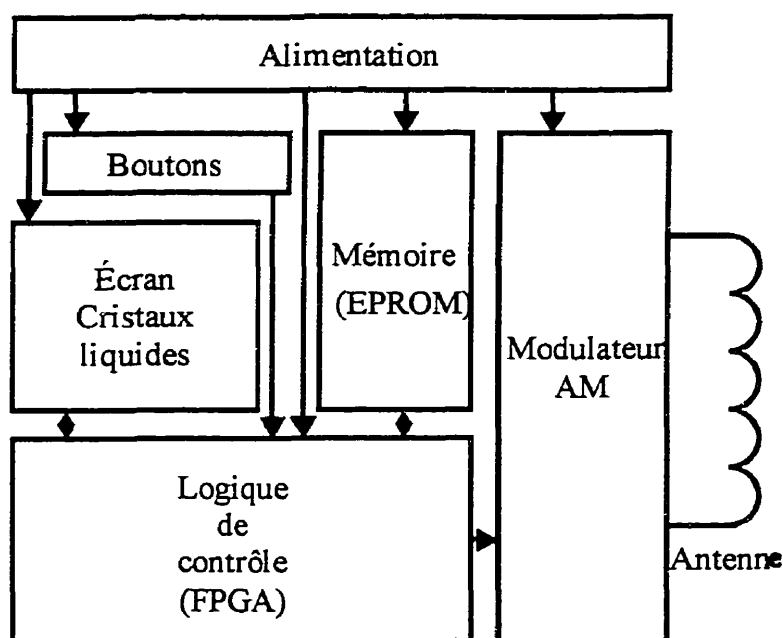 Alimentation
Boutons
Écran
Cristaux
liquides
Mémoire
(EPROM)
Modulateur
AM
Logique
de
contrôle
(FPGA)
Antenne